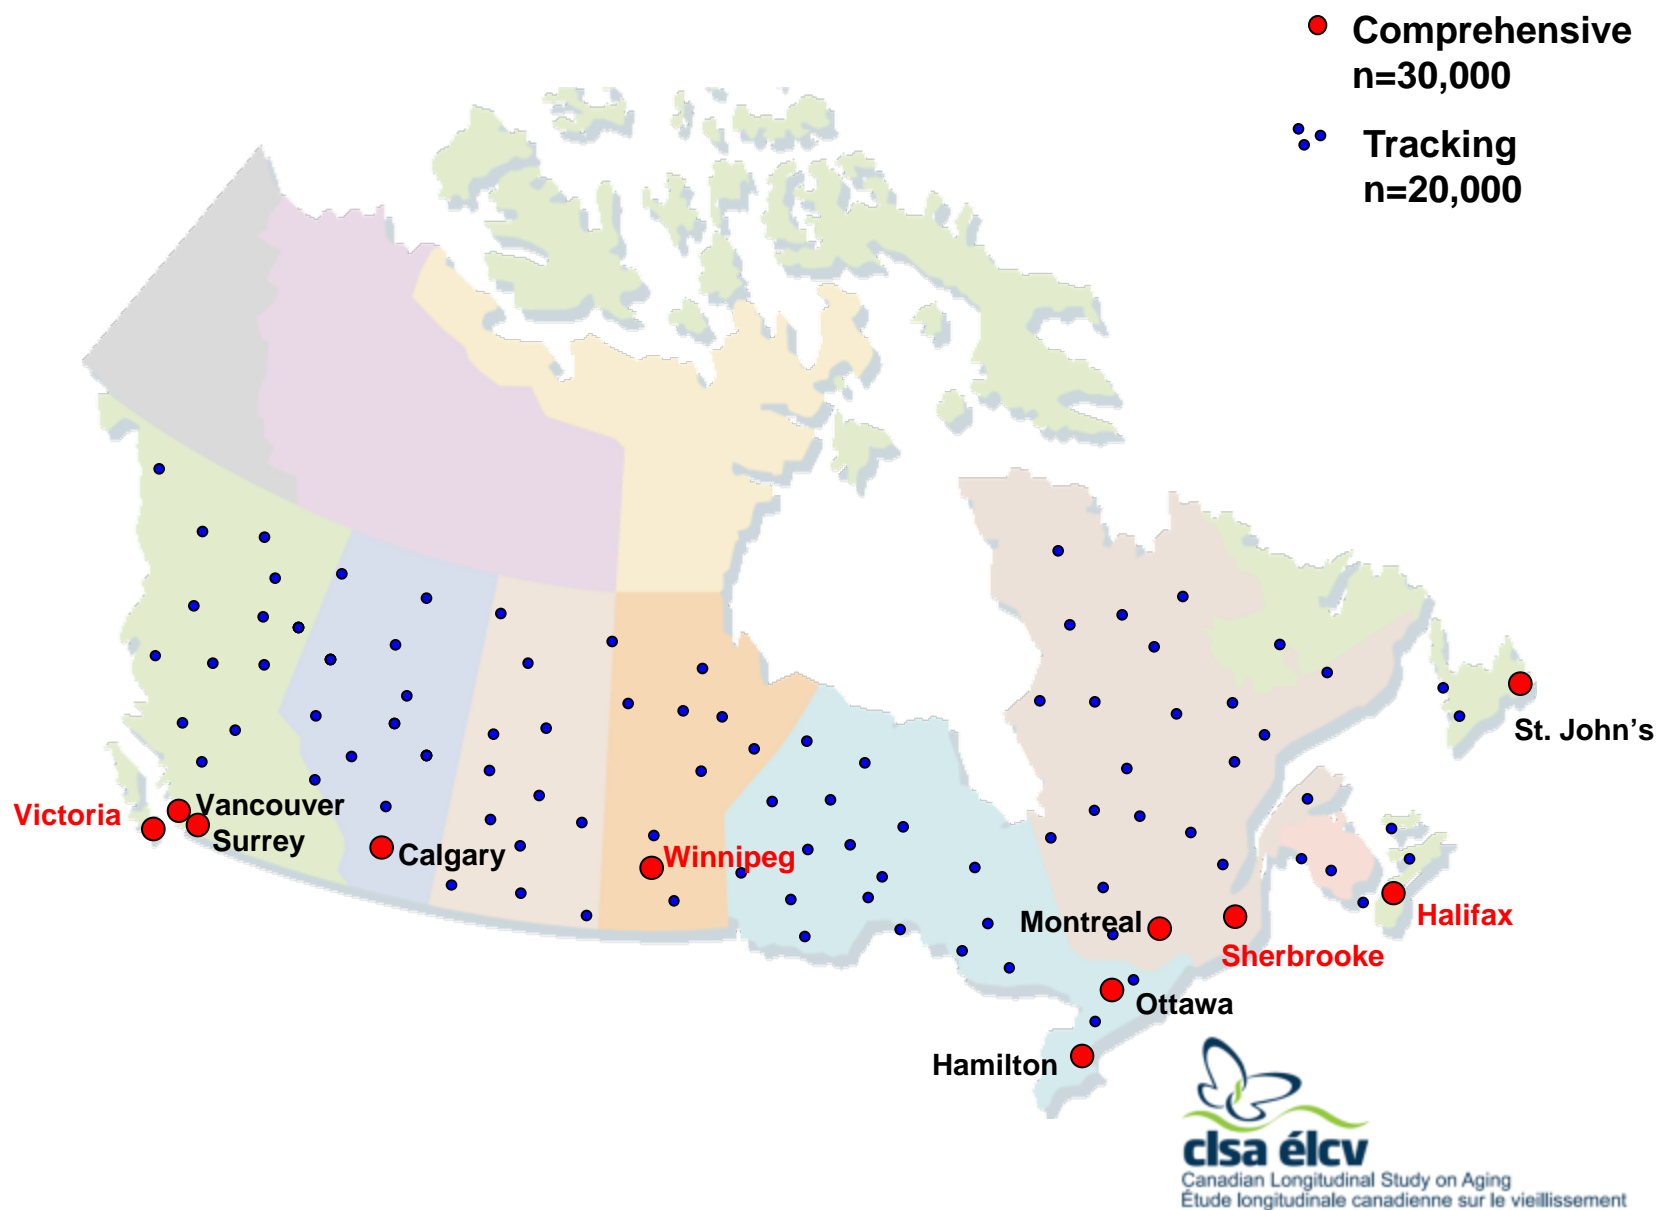 Comprehensive
n=30,000
Tracking
n=20,000
St. John’s
Victoria
Vancouver
Surrey
Calgary
Winnipeg
Montreal
Halifax
Sherbrooke
Ottawa
Hamilton
clsa élcv
Canadian Longitudinal Study on Aging
Étude longitudinale canadienne sur le vieillissement